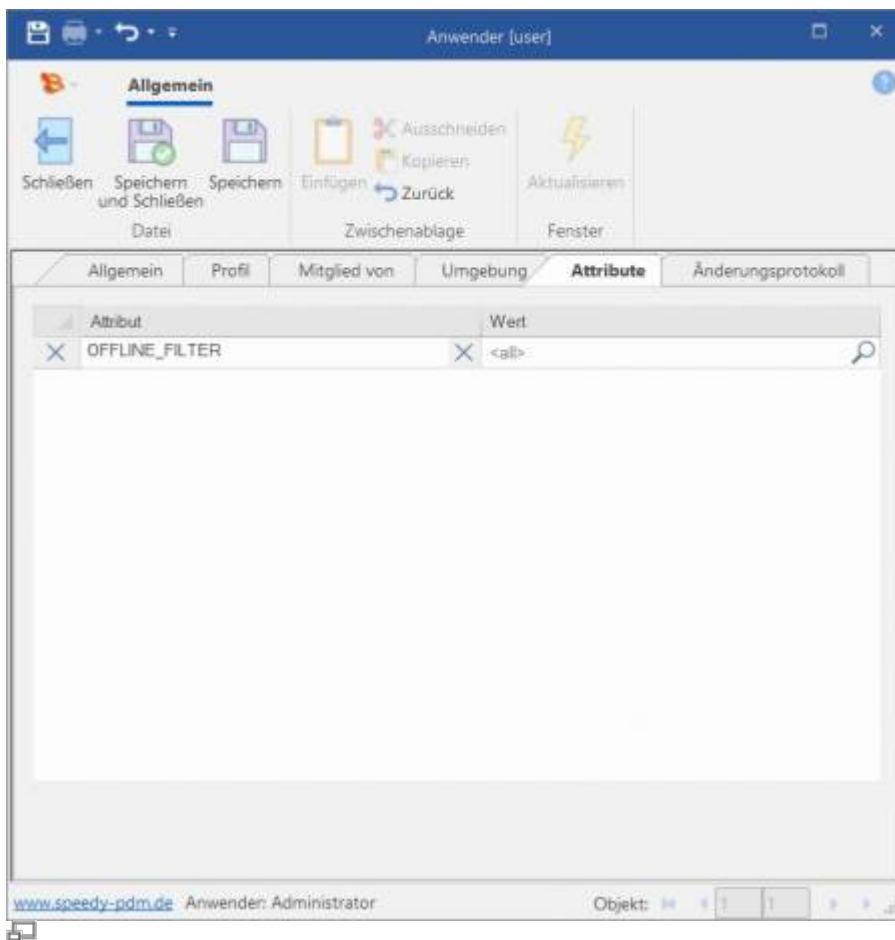 Anwender [user]
Allgemein
Schließen
Speichern und Schließen
Speichern
Datei
Einfügen
Ausschneiden
Kopieren
Zurück
Zwischenablage
Aktualisieren
Fenster
Allgemein Profil Mitglied von Umgebung Attribute Änderungsprotokoll
Attribut Wert
OFFLINE_FILTER <all>
www.speedy-pdm.de Anwender: Administrator Objekt: 1 1